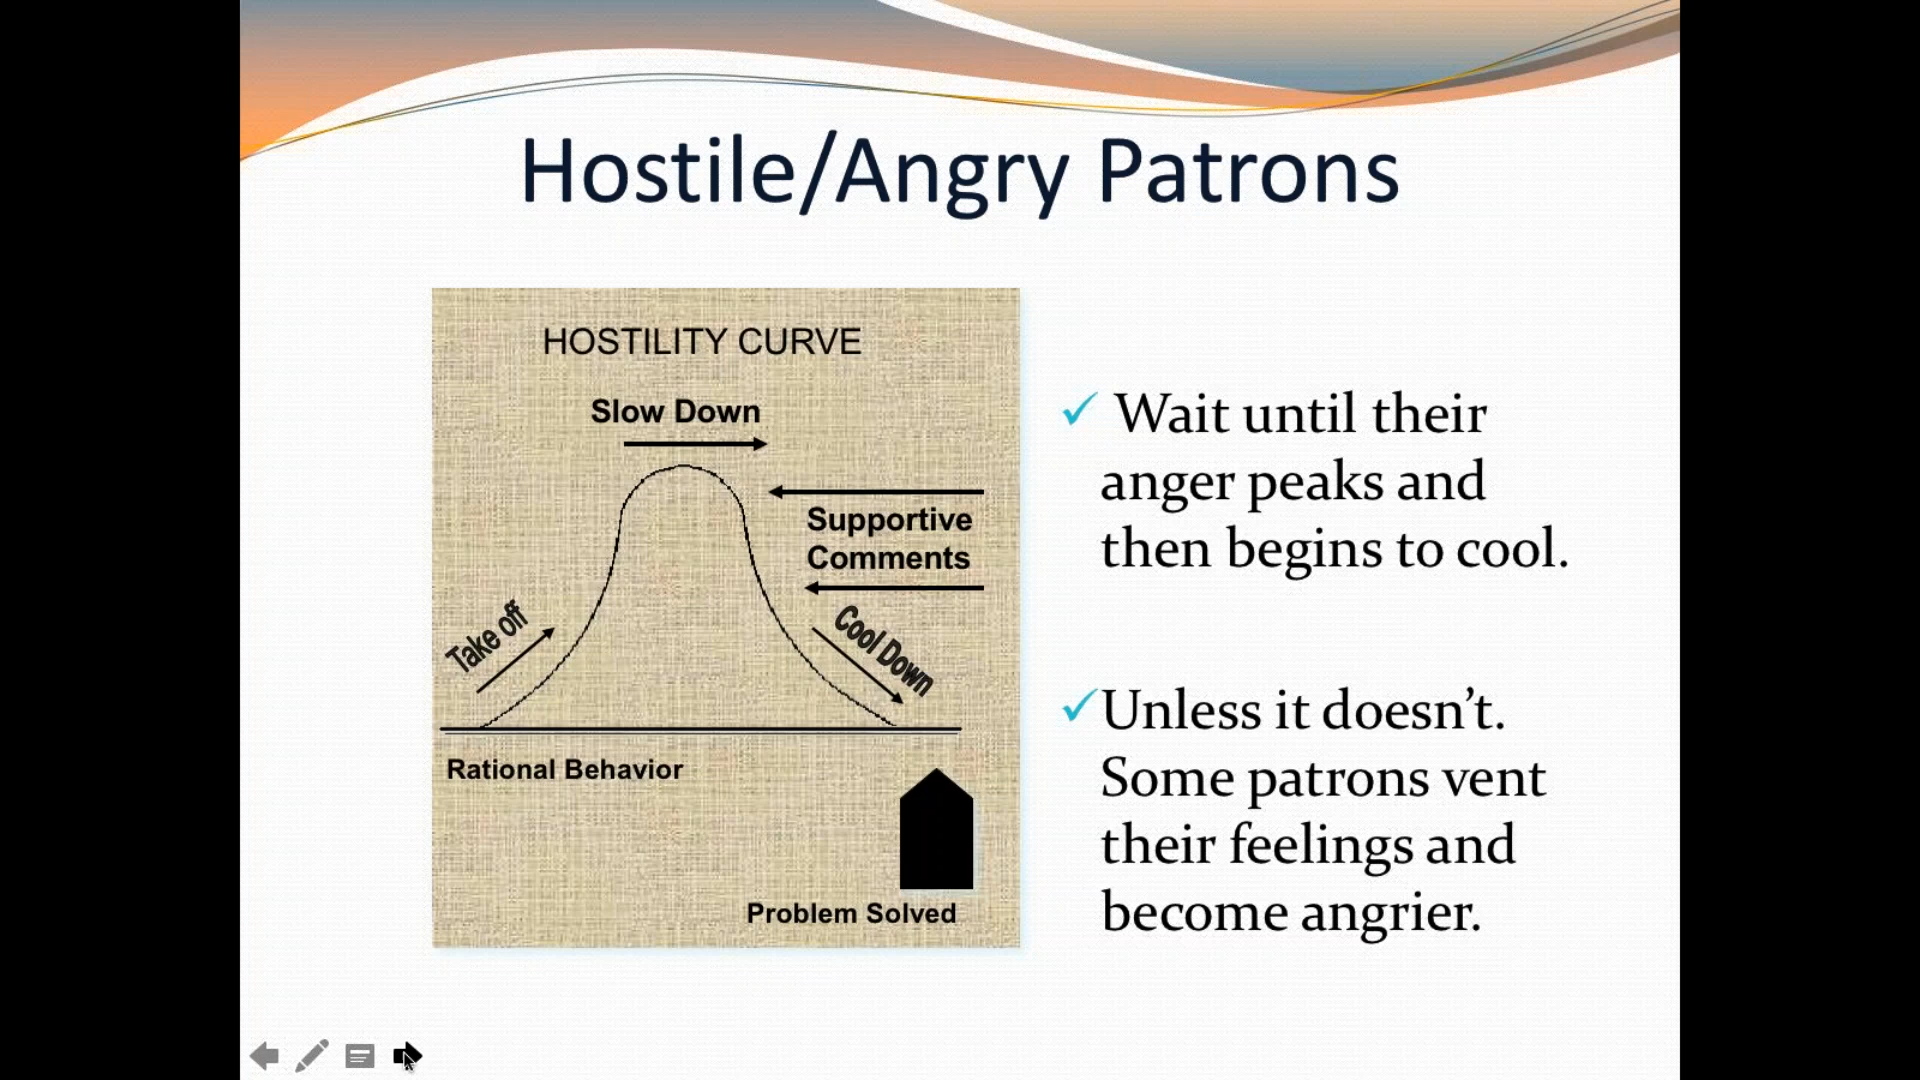 Hostile/Angry Patrons
HOSTILITY CURVE
Slow Down
Supportive
Comments
Take off
Cool Down
Rational Behavior
Problem Solved
✓ Wait until their
anger peaks and
then begins to cool.
✓Unless it doesn’t.
Some patrons vent
their feelings and
become angrier.